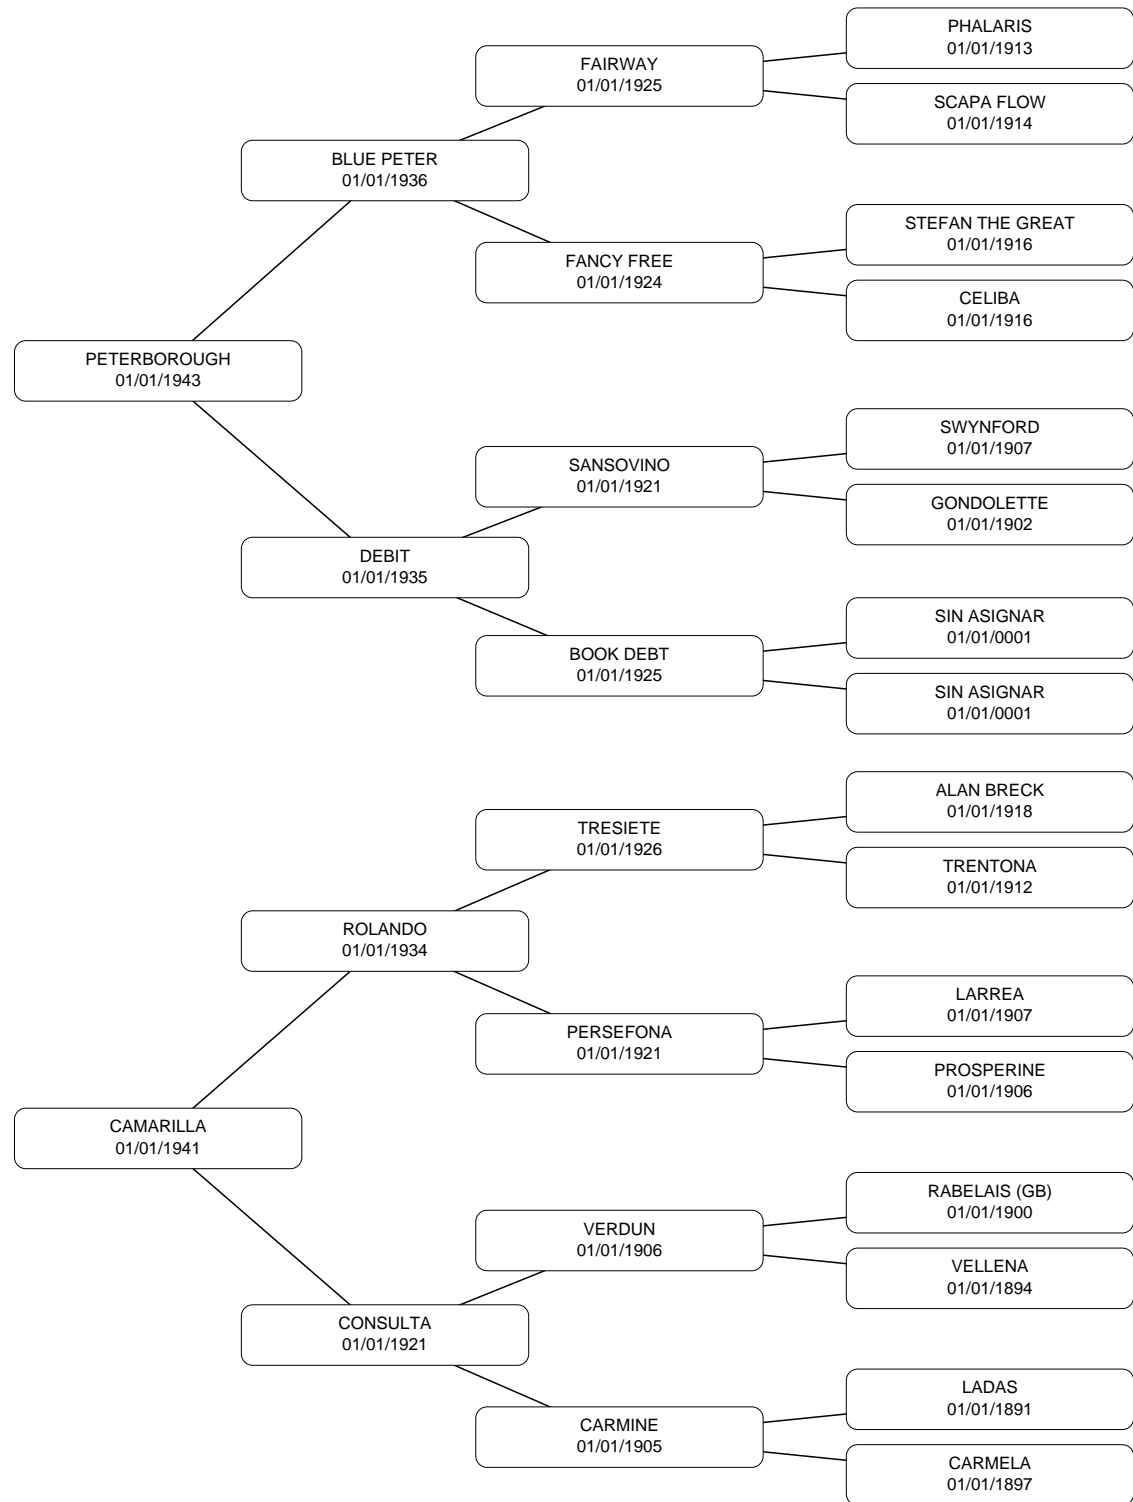 PHALARIS
01/01/1913
FAIRWAY
01/01/1925
SCAPA FLOW
01/01/1914
BLUE PETER
01/01/1936
STEFAN THE GREAT
01/01/1916
FANCY FREE
01/01/1924
CELIBA
01/01/1916
PETERBOROUGH
01/01/1943
SWYNFORD
01/01/1907
SANSOVINO
01/01/1921
GONDOLETTE
01/01/1902
DEBIT
01/01/1935
SIN ASIGNAR
01/01/0001
BOOK DEBT
01/01/1925
SIN ASIGNAR
01/01/0001
ALAN BRECK
01/01/1918
TRESIETE
01/01/1926
TRENTONA
01/01/1912
ROLANDO
01/01/1934
LARREA
01/01/1907
PERSEFONA
01/01/1921
PROSPERINE
01/01/1906
CAMARILLA
01/01/1941
RABELAIS (GB)
01/01/1900
VERDUN
01/01/1906
VELLENA
01/01/1894
CONSULTA
01/01/1921
LADAS
01/01/1891
CARMINE
01/01/1905
CARMELA
01/01/1897